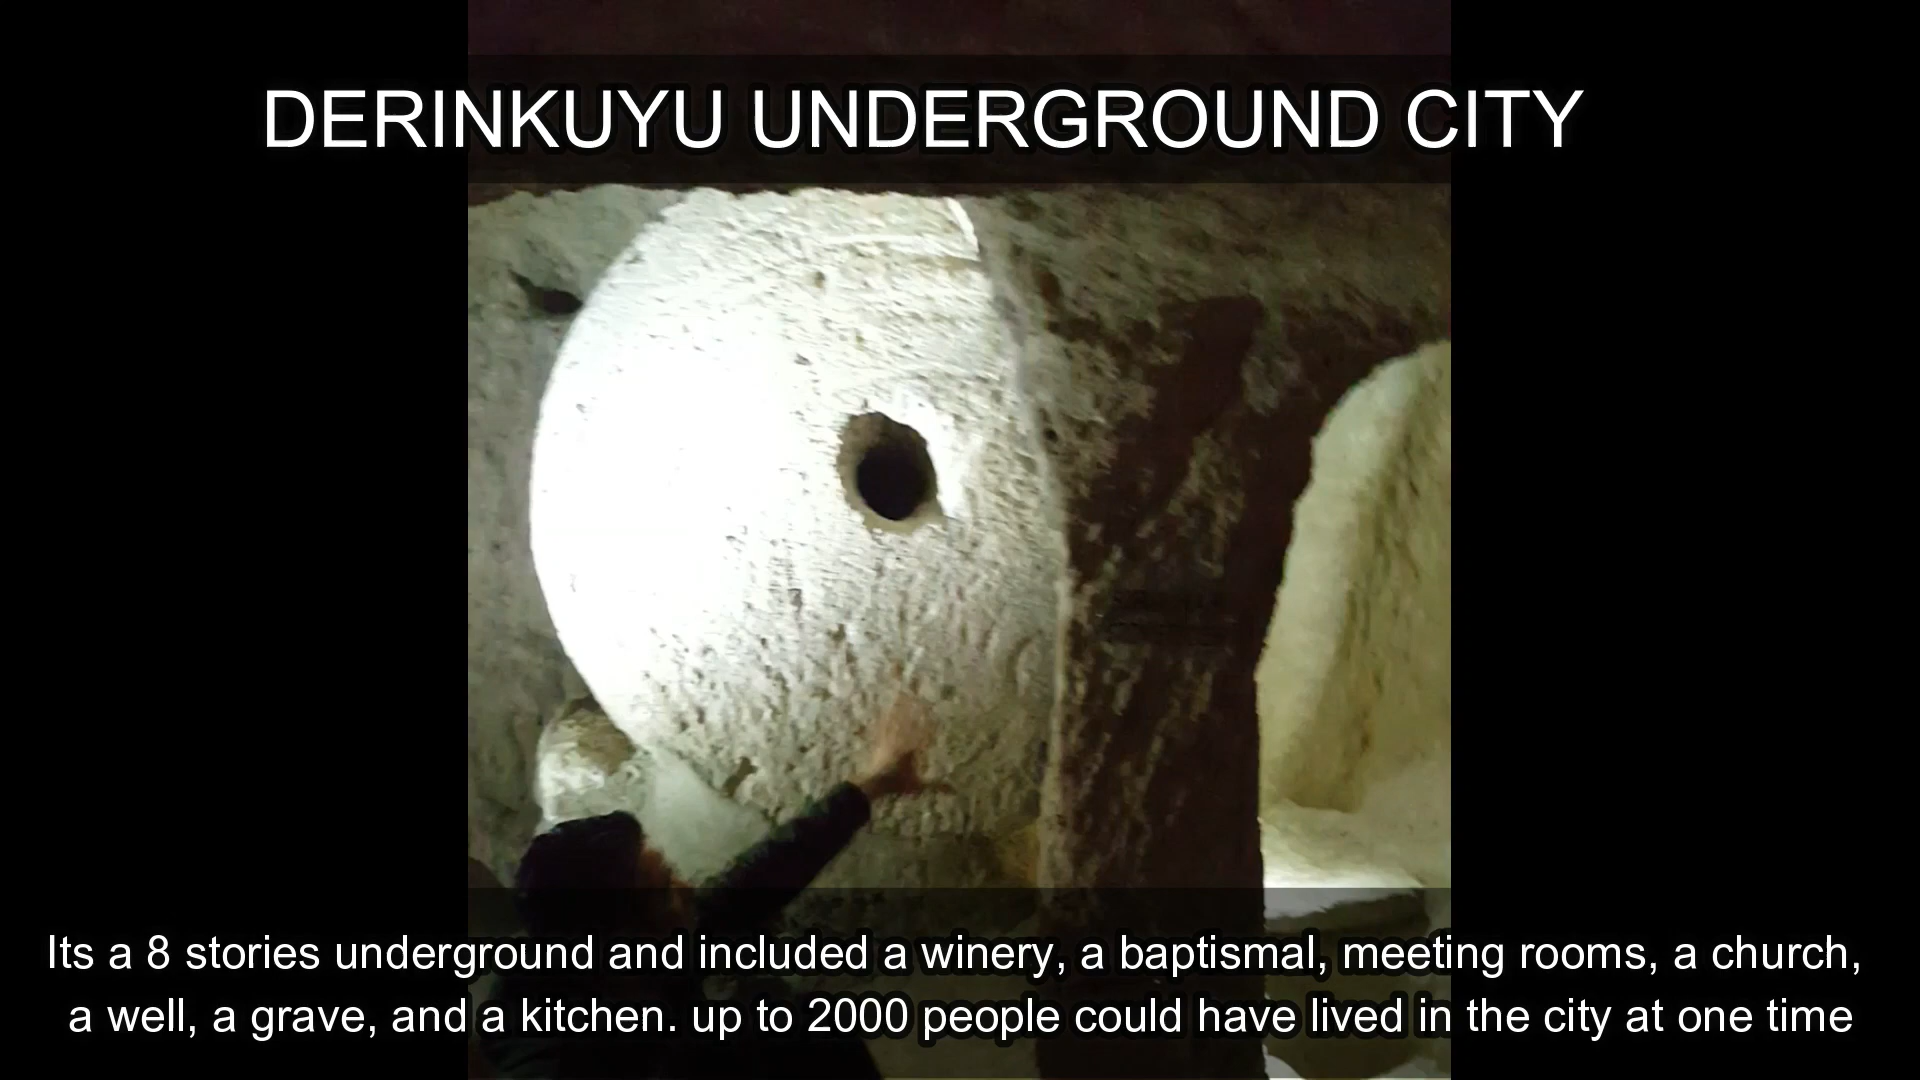 DERINKUYU UNDERGROUND CITY
Its a 8 stories underground and included a winery, a baptismal, meeting rooms, a church,
a well, a grave, and a kitchen. up to 2000 people could have lived in the city at one time